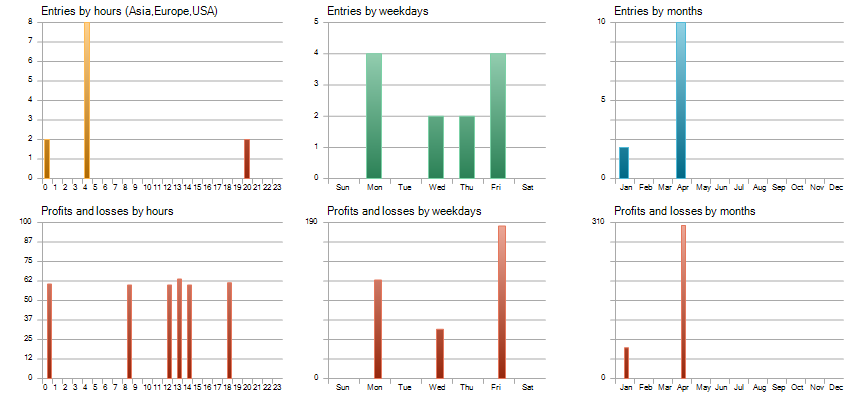 Entries by hours (Asia,Europe,USA)
8
7
6
5
4
3
2
1
0
0 1 2 3 4 5 6 7 8 9 10 11 12 13 14 15 16 17 18 19 20 21 22 23
Entries by weekdays
5
4
3
2
1
0
Sun Mon Tue Wed Thu Fri Sat
Entries by months
10
5
0
Jan Feb Mar Apr May Jun Jul Aug Sep Oct Nov Dec
Profits and losses by hours
100
87
75
62
50
37
25
12
0
0 1 2 3 4 5 6 7 8 9 10 11 12 13 14 15 16 17 18 19 20 21 22 23
Profits and losses by weekdays
190
0
Sun Mon Tue Wed Thu Fri Sat
Profits and losses by months
310
0
Jan Feb Mar Apr May Jun Jul Aug Sep Oct Nov Dec